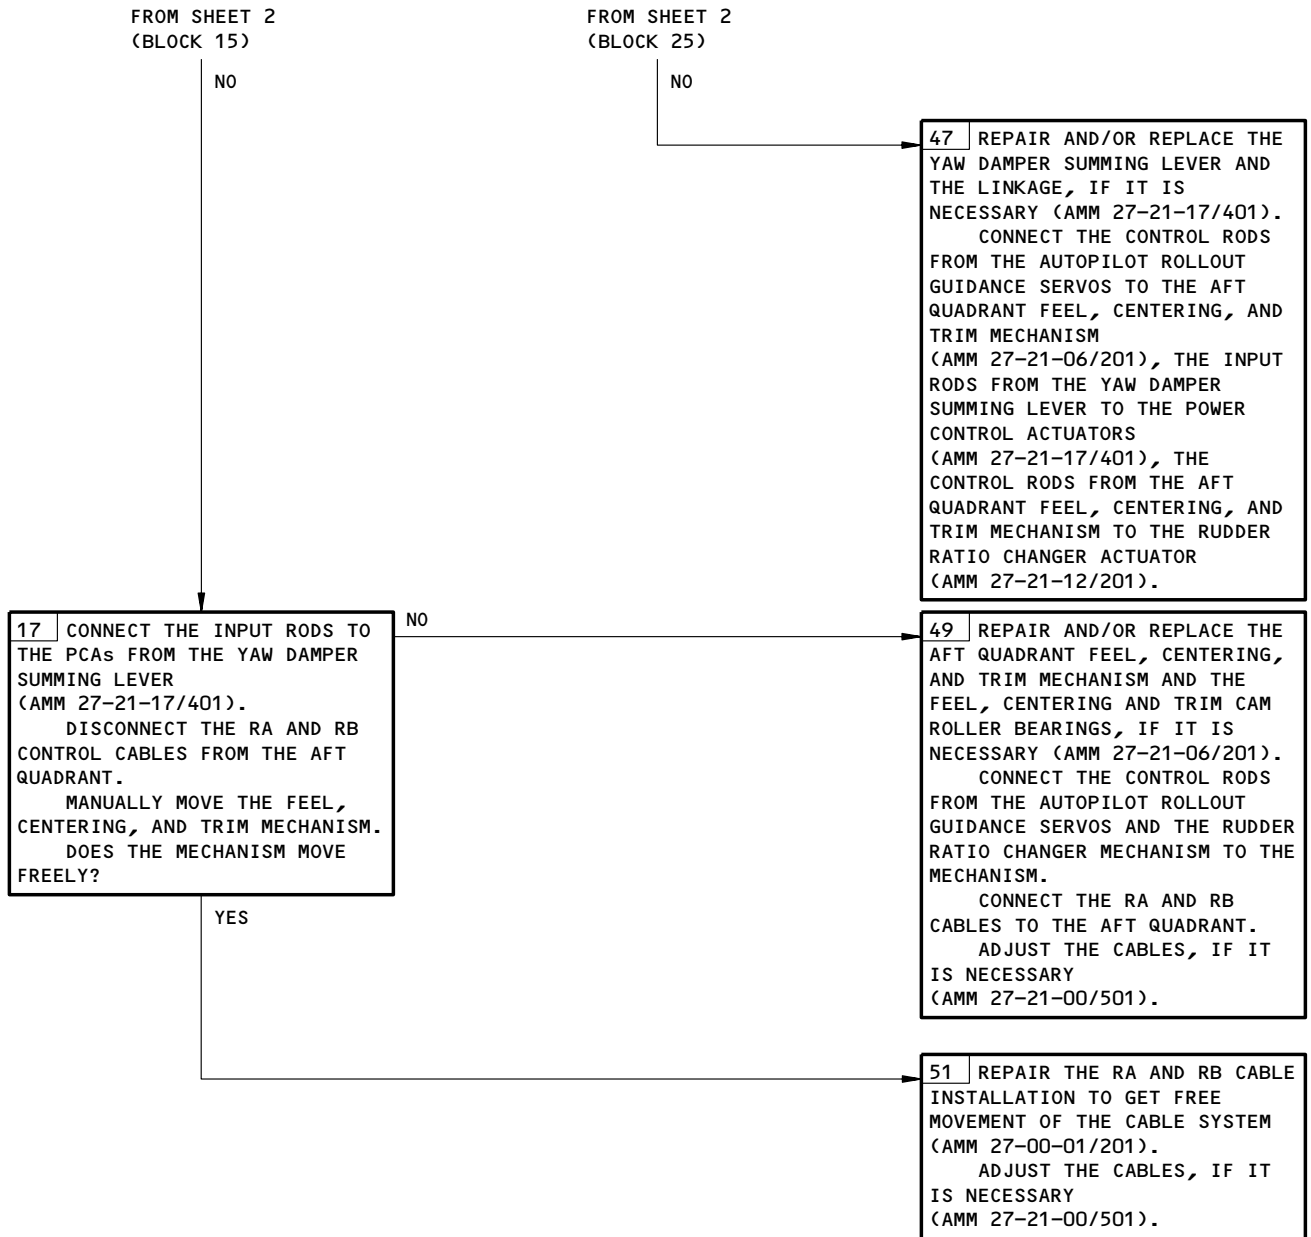 FROM SHEET 2
(BLOCK 15)
NO
FROM SHEET 2
(BLOCK 25)
NO
47 REPAIR AND/OR REPLACE THE
YAW DAMPER SUMMING LEVER AND
THE LINKAGE, IF IT IS
NECESSARY (AMM 27-21-17/401).
CONNECT THE CONTROL RODS
FROM THE AUTOPILOT ROLLOUT
GUIDANCE SERVOS TO THE AFT
QUADRANT FEEL, CENTERING, AND
TRIM MECHANISM
(AMM 27-21-06/201), THE INPUT
RODS FROM THE YAW DAMPER
SUMMING LEVER TO THE POWER
CONTROL ACTUATORS
(AMM 27-21-17/401), THE
CONTROL RODS FROM THE AFT
QUADRANT FEEL, CENTERING, AND
TRIM MECHANISM TO THE RUDDER
RATIO CHANGER ACTUATOR
(AMM 27-21-12/201).
17 CONNECT THE INPUT RODS TO
THE PCAs FROM THE YAW DAMPER
SUMMING LEVER
(AMM 27-21-17/401).
DISCONNECT THE RA AND RB
CONTROL CABLES FROM THE AFT
QUADRANT.
MANUALLY MOVE THE FEEL,
CENTERING, AND TRIM MECHANISM.
DOES THE MECHANISM MOVE
FREELY?
NO
49 REPAIR AND/OR REPLACE THE
AFT QUADRANT FEEL, CENTERING,
AND TRIM MECHANISM AND THE
FEEL, CENTERING AND TRIM CAM
ROLLER BEARINGS, IF IT IS
NECESSARY (AMM 27-21-06/201).
CONNECT THE CONTROL RODS
FROM THE AUTOPILOT ROLLOUT
GUIDANCE SERVOS AND THE RUDDER
RATIO CHANGER MECHANISM TO THE
MECHANISM.
CONNECT THE RA AND RB
CABLES TO THE AFT QUADRANT.
ADJUST THE CABLES, IF IT
IS NECESSARY
(AMM 27-21-00/501).
YES
51 REPAIR THE RA AND RB CABLE
INSTALLATION TO GET FREE
MOVEMENT OF THE CABLE SYSTEM
(AMM 27-00-01/201).
ADJUST THE CABLES, IF IT
IS NECESSARY
(AMM 27-21-00/501).